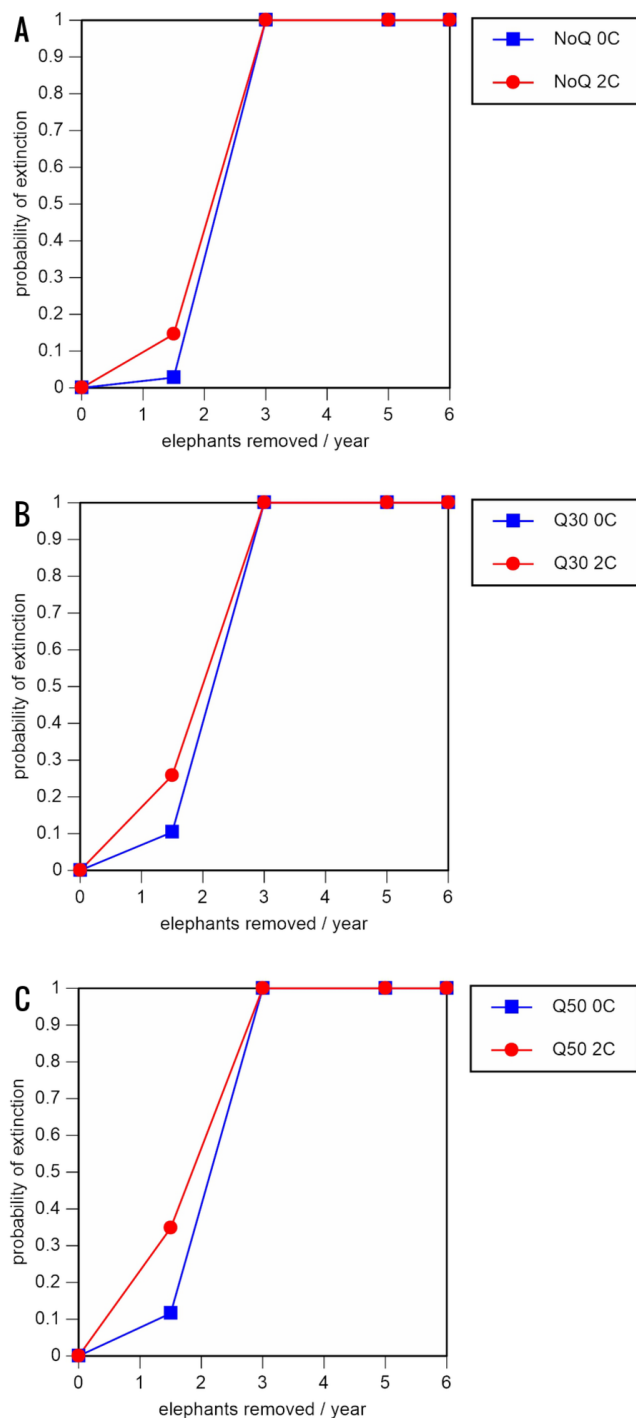 A
NoQ 0C
NoQ 2C
probability of extinction
1
0.9
0.8
0.7
0.6
0.5
0.4
0.3
0.2
0.1
0
0 1 2 3 4 5 6
elephants removed / year
B
Q30 0C
Q30 2C
probability of extinction
1
0.9
0.8
0.7
0.6
0.5
0.4
0.3
0.2
0.1
0
0 1 2 3 4 5 6
elephants removed / year
C
Q50 0C
Q50 2C
probability of extinction
1
0.9
0.8
0.7
0.6
0.5
0.4
0.3
0.2
0.1
0
0 1 2 3 4 5 6
elephants removed / year